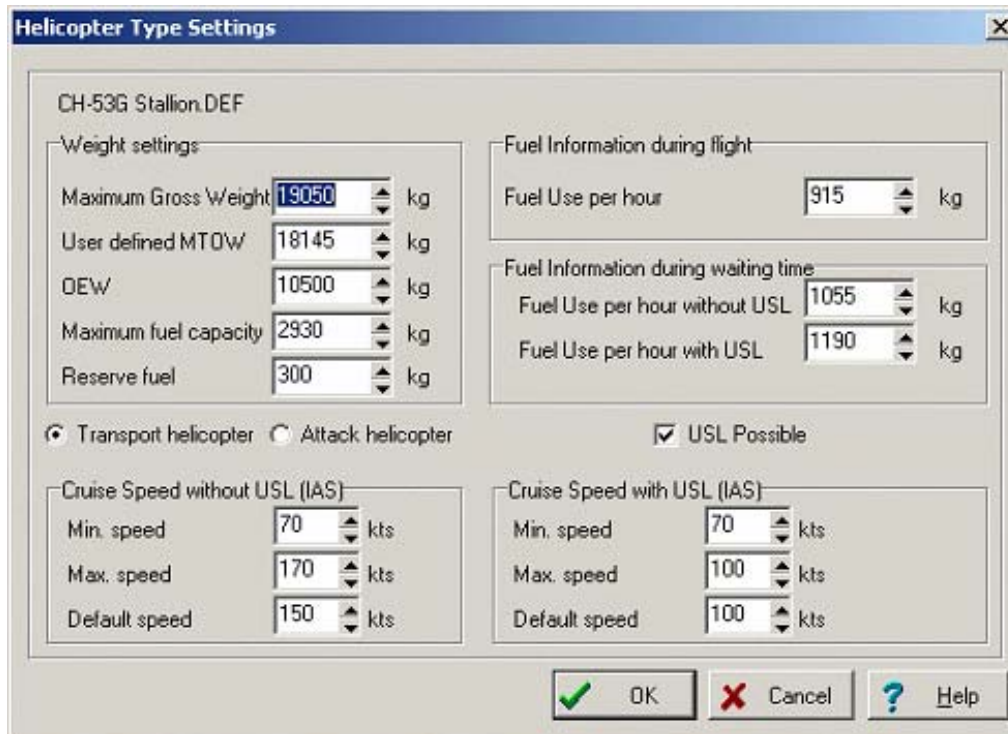 Helicopter Type Settings
CH-53G Stallion.DEF
Weight settings
Maximum Gross Weight 19050 kg
User defined MTOW 18145 kg
OEW 10500 kg
Maximum fuel capacity 2930 kg
Reserve fuel 300 kg
Fuel Information during flight
Fuel Use per hour 915 kg
Fuel Information during waiting time
Fuel Use per hour without USL 1055 kg
Fuel Use per hour with USL 1190 kg
Transport helicopter Attack helicopter USL Possible
Cruise Speed without USL (IAS)
Min. speed 70 kts
Max. speed 170 kts
Default speed 150 kts
Cruise Speed with USL (IAS)
Min. speed 70 kts
Max. speed 100 kts
Default speed 100 kts
OK Cancel ? Help